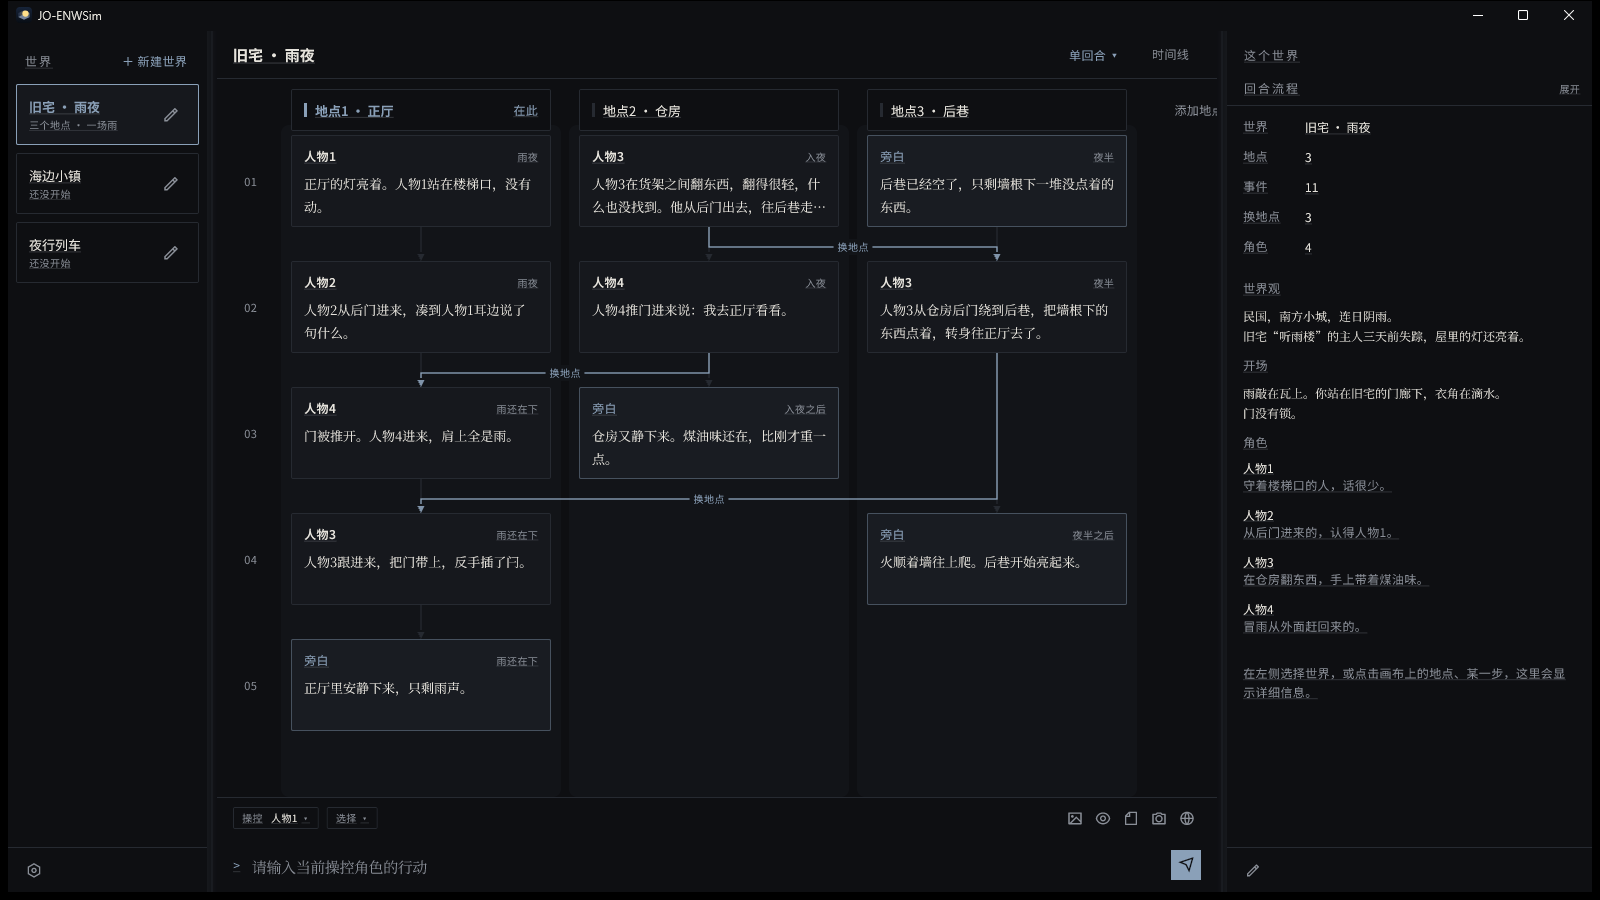 JO-ENWSim
世界
+ 新建世界
旧宅 · 雨夜
三个地点 · 一场雨
海边小镇
还没开始
夜行列车
还没开始
旧宅 · 雨夜
单回合
时间线
地点1 · 正厅
在此
地点2 · 仓房
地点3 · 后巷
01
人物1
雨夜
正厅的灯亮着。人物1站在楼梯口，没有
动。
人物3
入夜
人物3在货架之间翻东西，翻得很轻，什
么也没找到。他从后门出去，往后巷走…
旁白
夜半
后巷已经空了，只剩墙根下一堆没点着的
东西。
换地点
02
人物2
雨夜
人物2从后门进来，凑到人物1耳边说了
句什么。
人物4
入夜
人物4推门进来说：我去正厅看看。
人物3
夜半
人物3从仓房后门绕到后巷，把墙根下的
东西点着，转身往正厅去了。
换地点
03
人物4
雨还在下
门被推开。人物4进来，肩上全是雨。
旁白
入夜之后
仓房又静下来。煤油味还在，比刚才重一
点。
换地点
04
人物3
雨还在下
人物3跟进来，把门带上，反手插了闩。
旁白
夜半之后
火顺着墙往上爬。后巷开始亮起来。
05
旁白
雨还在下
正厅里安静下来，只剩雨声。
操控 人物1
选择
> 请输入当前操控角色的行动
这个世界
回合流程
展开
世界 旧宅 · 雨夜
地点 3
事件 11
换地点 3
角色 4
世界观
民国，南方小城，连日阴雨。
旧宅“听雨楼”的主人三天前失踪，屋里的灯还亮着。
开场
雨敲在瓦上。你站在旧宅的门廊下，衣角在滴水。
门没有锁。
角色
人物1
守着楼梯口的人，话很少。
人物2
从后门进来的，认得人物1。
人物3
在仓房翻东西，手上带着煤油味。
人物4
冒雨从外面赶回来的。
在左侧选择世界，或点击画布上的地点、某一步，这里会显
示详细信息。